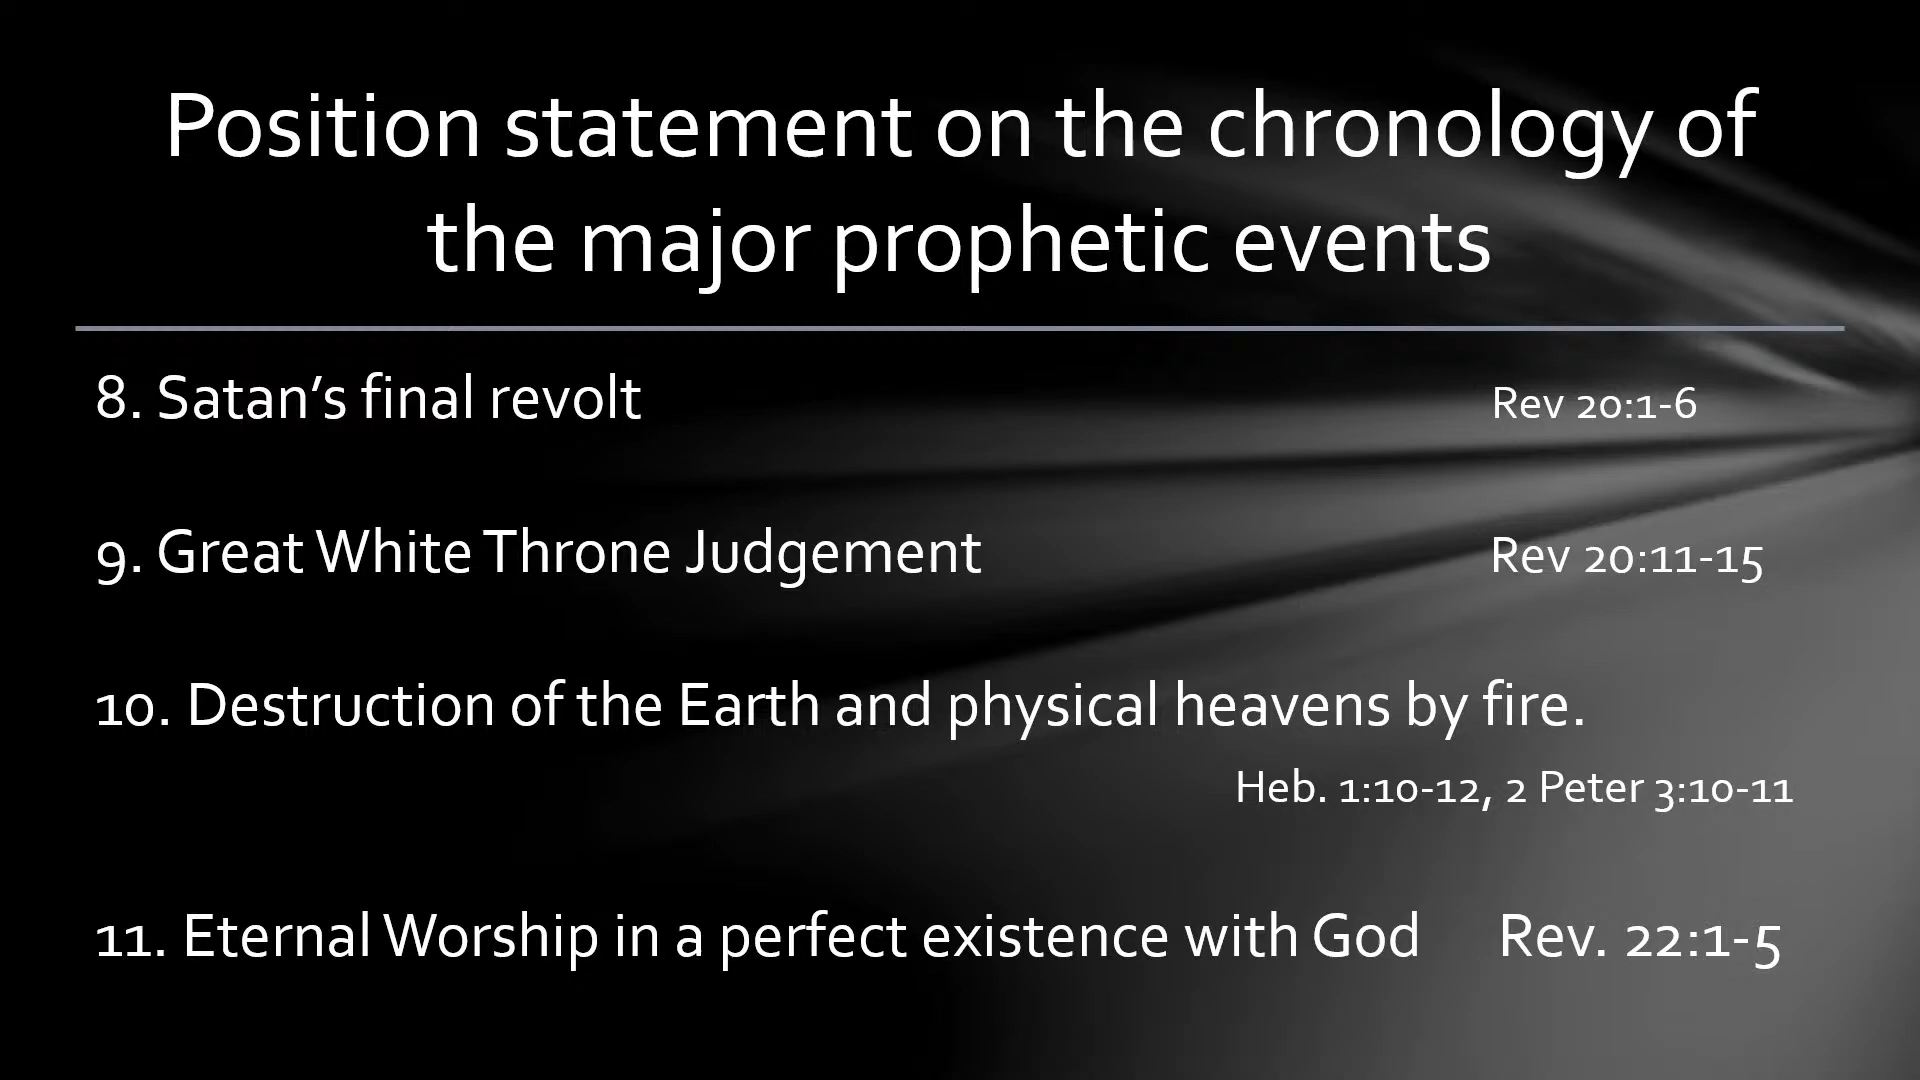 Position statement on the chronology of
the major prophetic events
8. Satan’s final revolt Rev 20:1-6
9. Great White Throne Judgement Rev 20:11-15
10. Destruction of the Earth and physical heavens by fire.
Heb. 1:10-12, 2 Peter 3:10-11
11. Eternal Worship in a perfect existence with God Rev. 22:1-5